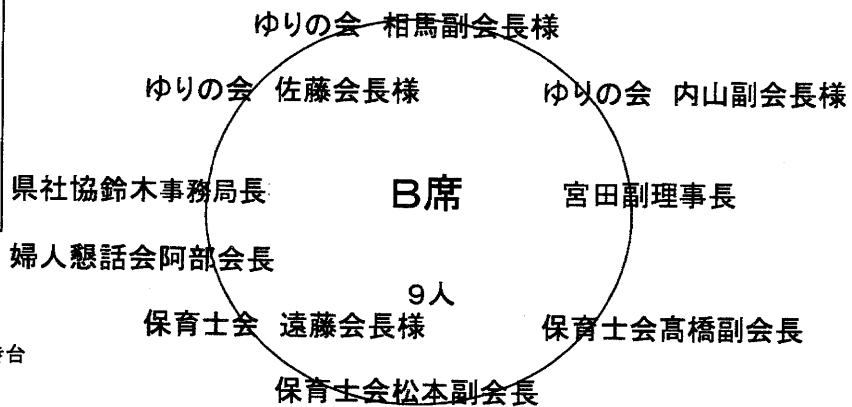 ゆりの会 相馬副会長様
ゆりの会 佐藤会長様
ゆりの会 内山副会長様
県社協鈴木事務局長
B席
宮田副理事長
婦人懇話会阿部会長
9人
保育士会 遠藤会長様
保育士会髙橋副会長
台
保育士会松本副会長